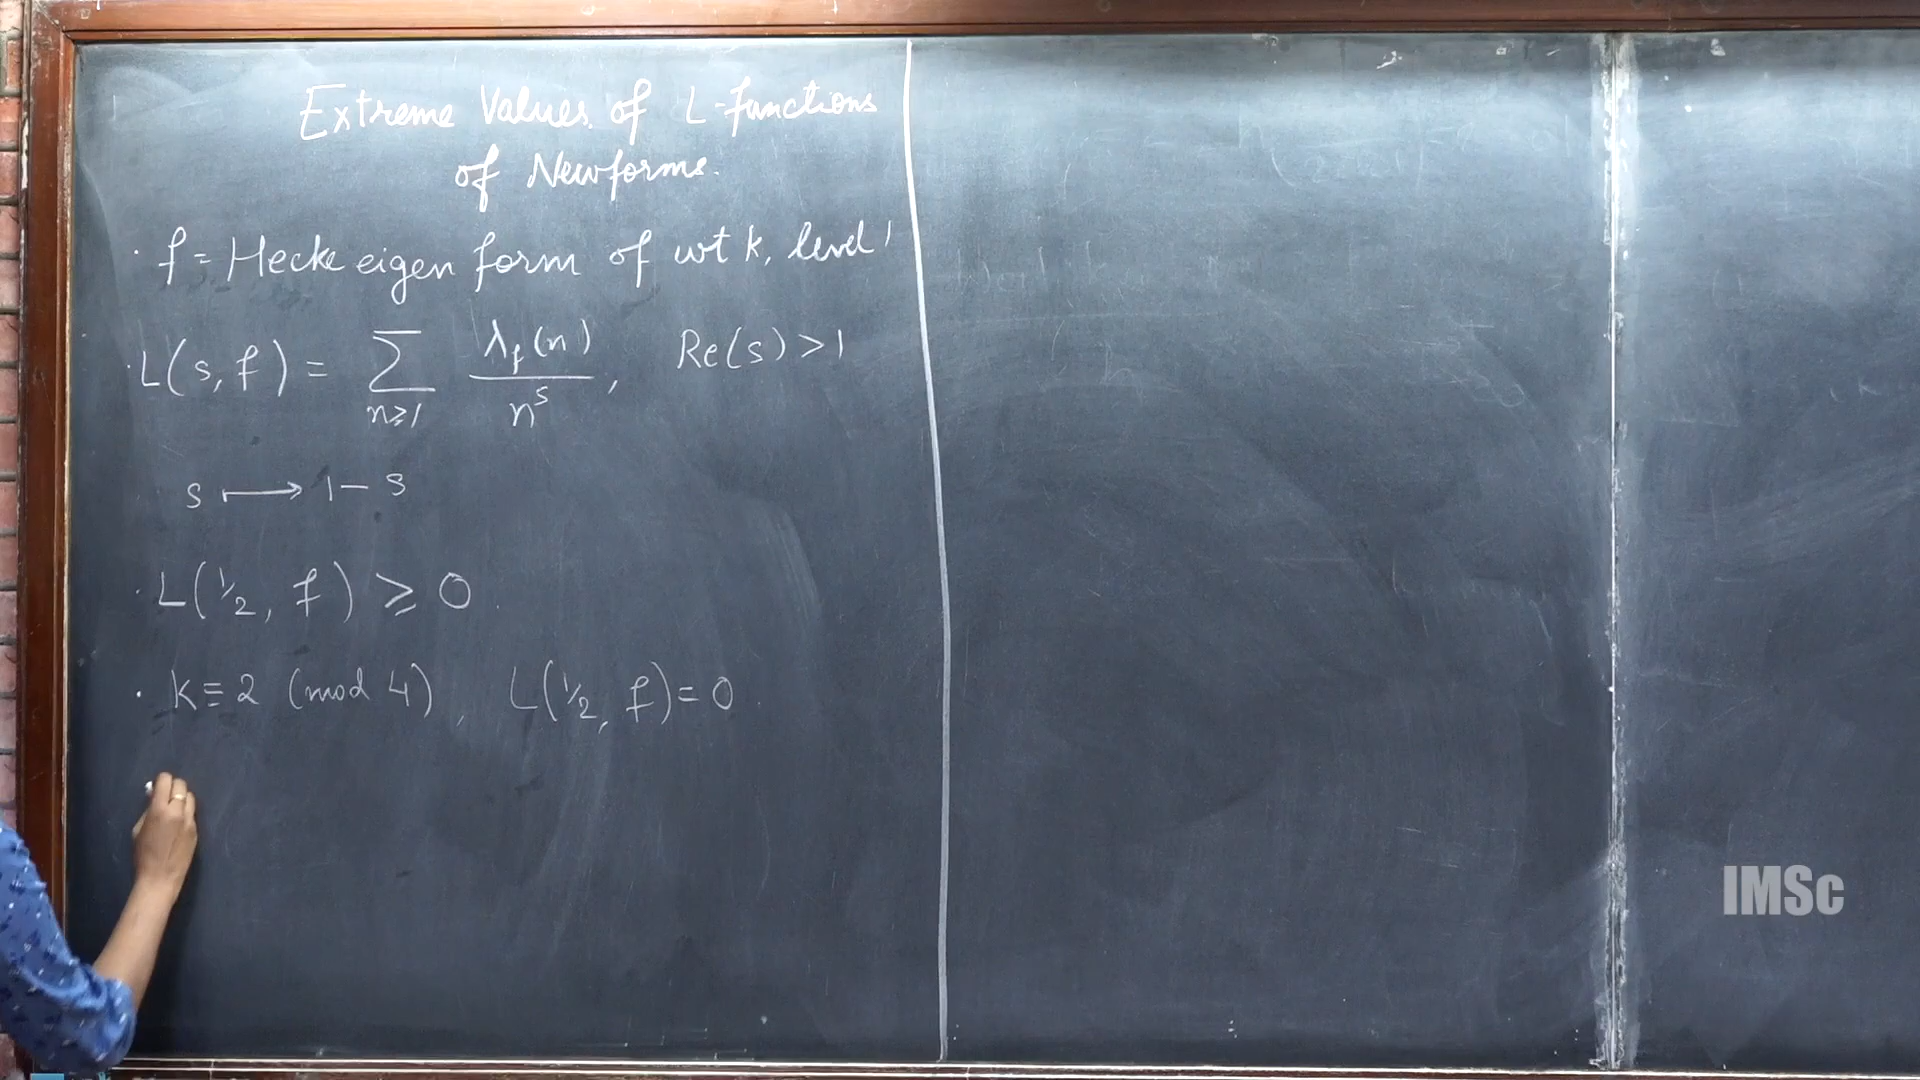 Extreme Values of L-functions
of Newforms.
· f = Hecke eigen form of wt k, level 1
· L(s, f) = ∑_{n≥1} λ_f(n) / n^s , Re(s) > 1
s ⟼ 1 - s
· L(1/2, f) ≥ 0.
· k ≡ 2 (mod 4), L(1/2, f) = 0.
IMSc